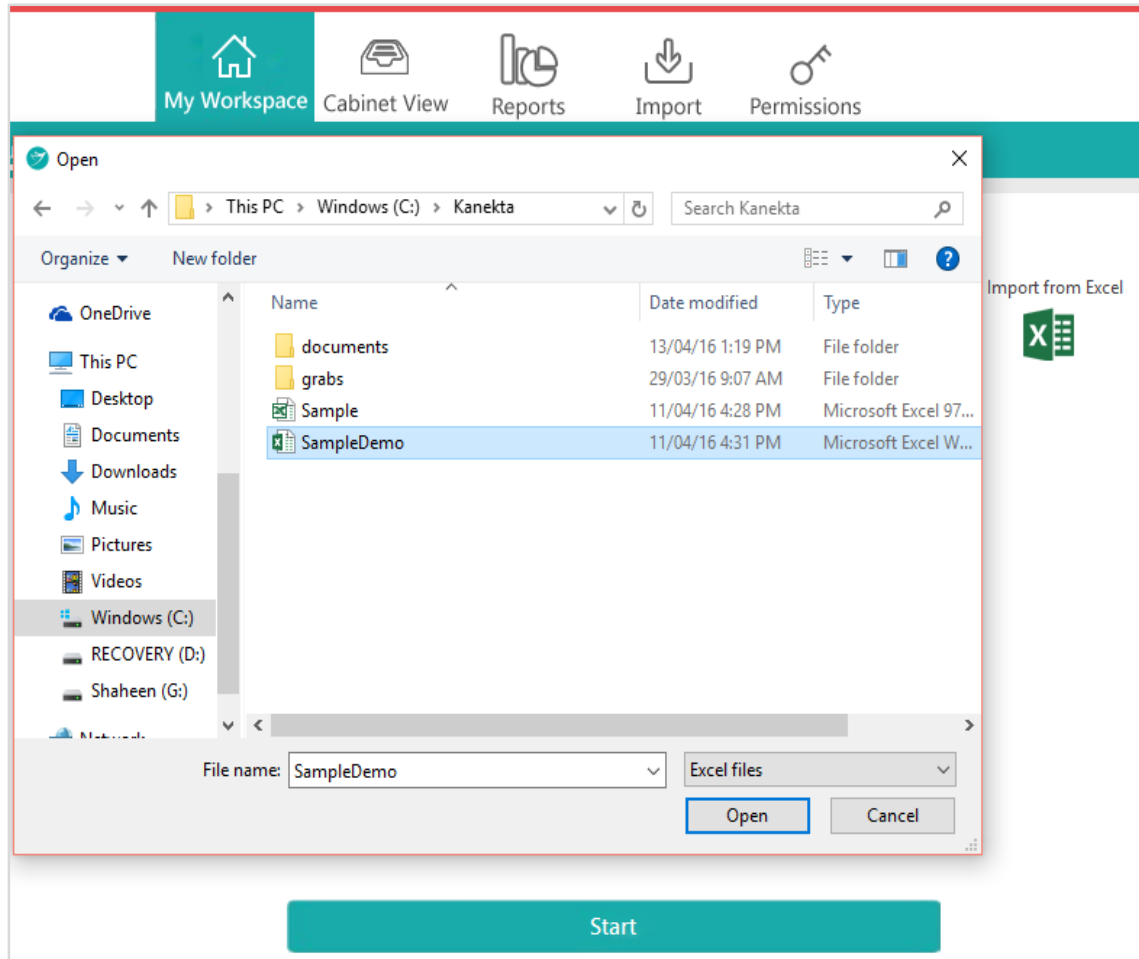 My Workspace Cabinet View Reports Import Permissions
Open
This PC Windows (C:) Kanekta Search Kanekta
Organize New folder
Import from Excel
Name Date modified Type
OneDrive
This PC
Desktop
Documents
Downloads
Music
Pictures
Videos
Windows (C:)
RECOVERY (D:)
Shaheen (G:)
Network
documents 13/04/16 1:19 PM File folder
grabs 29/03/16 9:07 AM File folder
Sample 11/04/16 4:28 PM Microsoft Excel 97...
SampleDemo 11/04/16 4:31 PM Microsoft Excel W...
File name: SampleDemo Excel files
Open Cancel
Start